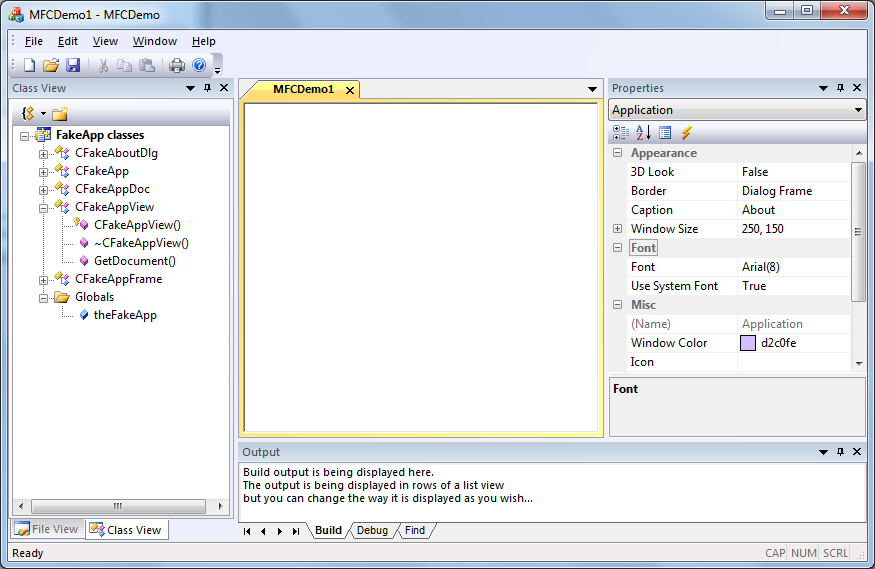 MFCDemo1 - MFCDemo
File Edit View Window Help
Class View
FakeApp classes
CFakeAboutDlg
CFakeApp
CFakeAppDoc
CFakeAppView
CFakeAppView()
~CFakeAppView()
GetDocument()
CFakeAppFrame
Globals
theFakeApp
File View
Class View
MFCDemo1
Properties
Application
Appearance
3D Look False
Border Dialog Frame
Caption About
Window Size 250, 150
Font
Font Arial(8)
Use System Font True
Misc
(Name) Application
Window Color d2c0fe
Icon
Font
Output
Build output is being displayed here.
The output is being displayed in rows of a list view
but you can change the way it is displayed as you wish...
Build Debug Find
Ready
CAP NUM SCRL